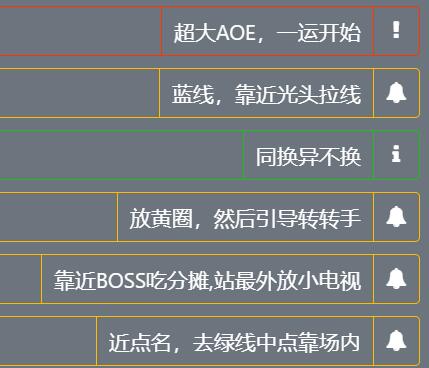 超大AOE，一运开始
蓝线，靠近光头拉线
同换异不换
放黄圈，然后引导转转手
靠近BOSS吃分摊,站最外放小电视
近点名，去绿线中点靠场内